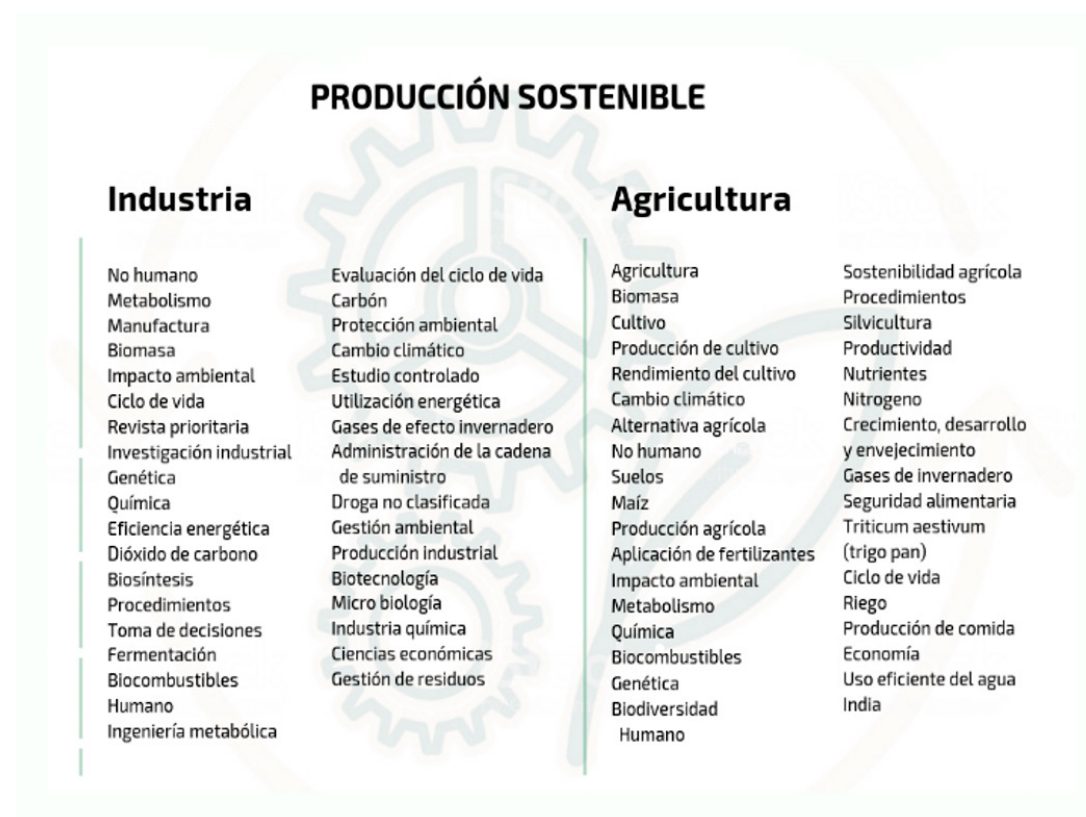 PRODUCCIÓN SOSTENIBLE
Industria
No humano
Metabolismo
Manufactura
Biomasa
Impacto ambiental
Ciclo de vida
Revista prioritaria
Investigación industrial
Genética
Química
Eficiencia energética
Dióxido de carbono
Biosíntesis
Procedimientos
Toma de decisiones
Fermentación
Biocombustibles
Humano
Ingeniería metabólica
Evaluación del ciclo de vida
Carbón
Protección ambiental
Cambio climático
Estudio controlado
Utilización energética
Gases de efecto invernadero
Administración de la cadena
de suministro
Droga no clasificada
Gestión ambiental
Producción industrial
Biotecnología
Micro biología
Industria química
Ciencias económicas
Gestión de residuos
Agricultura
Agricultura
Biomasa
Cultivo
Producción de cultivo
Rendimiento del cultivo
Cambio climático
Alternativa agrícola
No humano
Suelos
Maíz
Producción agrícola
Aplicación de fertilizantes
Impacto ambiental
Metabolismo
Química
Biocombustibles
Genética
Biodiversidad
Humano
Sostenibilidad agrícola
Procedimientos
Silvicultura
Productividad
Nutrientes
Nitrogeno
Crecimiento, desarrollo
y envejecimiento
Gases de invernadero
Seguridad alimentaria
Triticum aestivum
(trigo pan)
Ciclo de vida
Riego
Producción de comida
Economía
Uso eficiente del agua
India